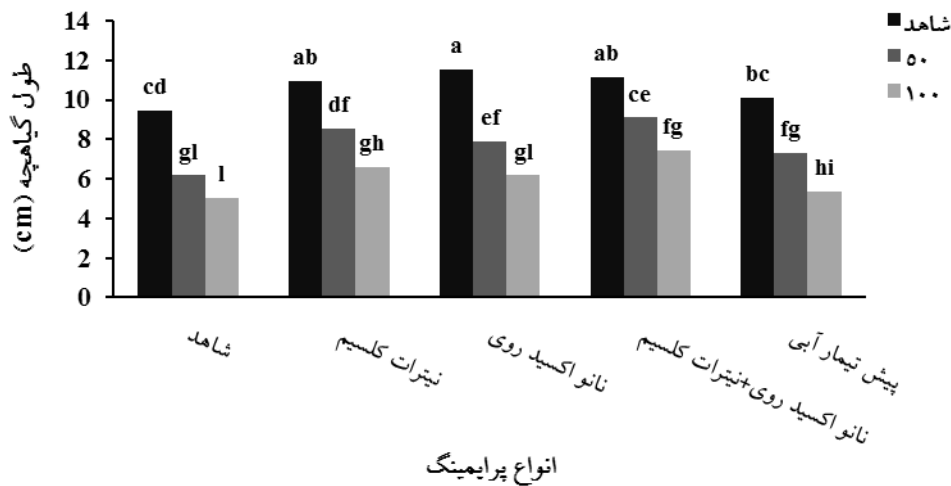 شاهد
۵۰
۱۰۰
طول گیاهچه (cm)
14
12
10
8
6
4
2
0
cd
gl
l
ab
df
gh
a
ef
gl
ab
ce
fg
bc
fg
hi
شاهد
نیترات کلسیم
نانو اکسید روی
نانو اکسید روی+نیترات کلسیم
پیش تیمار آبی
انواع پرایمینگ